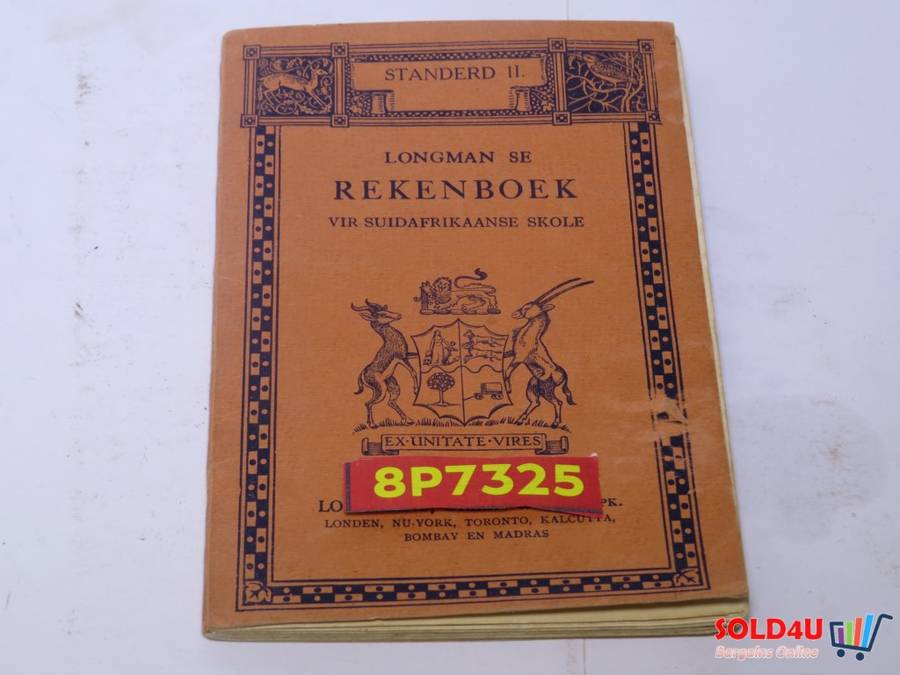 STANDERD II.
LONGMAN SE
REKENBOEK
VIR SUIDAFRIKAANSE SKOLE
EX·UNITATE·VIRES
8P7325
PK.
LONDEN, NU-YORK, TORONTO, KALCUTTA,
BOMBAY EN MADRAS
SOLD4U
Bargains Online